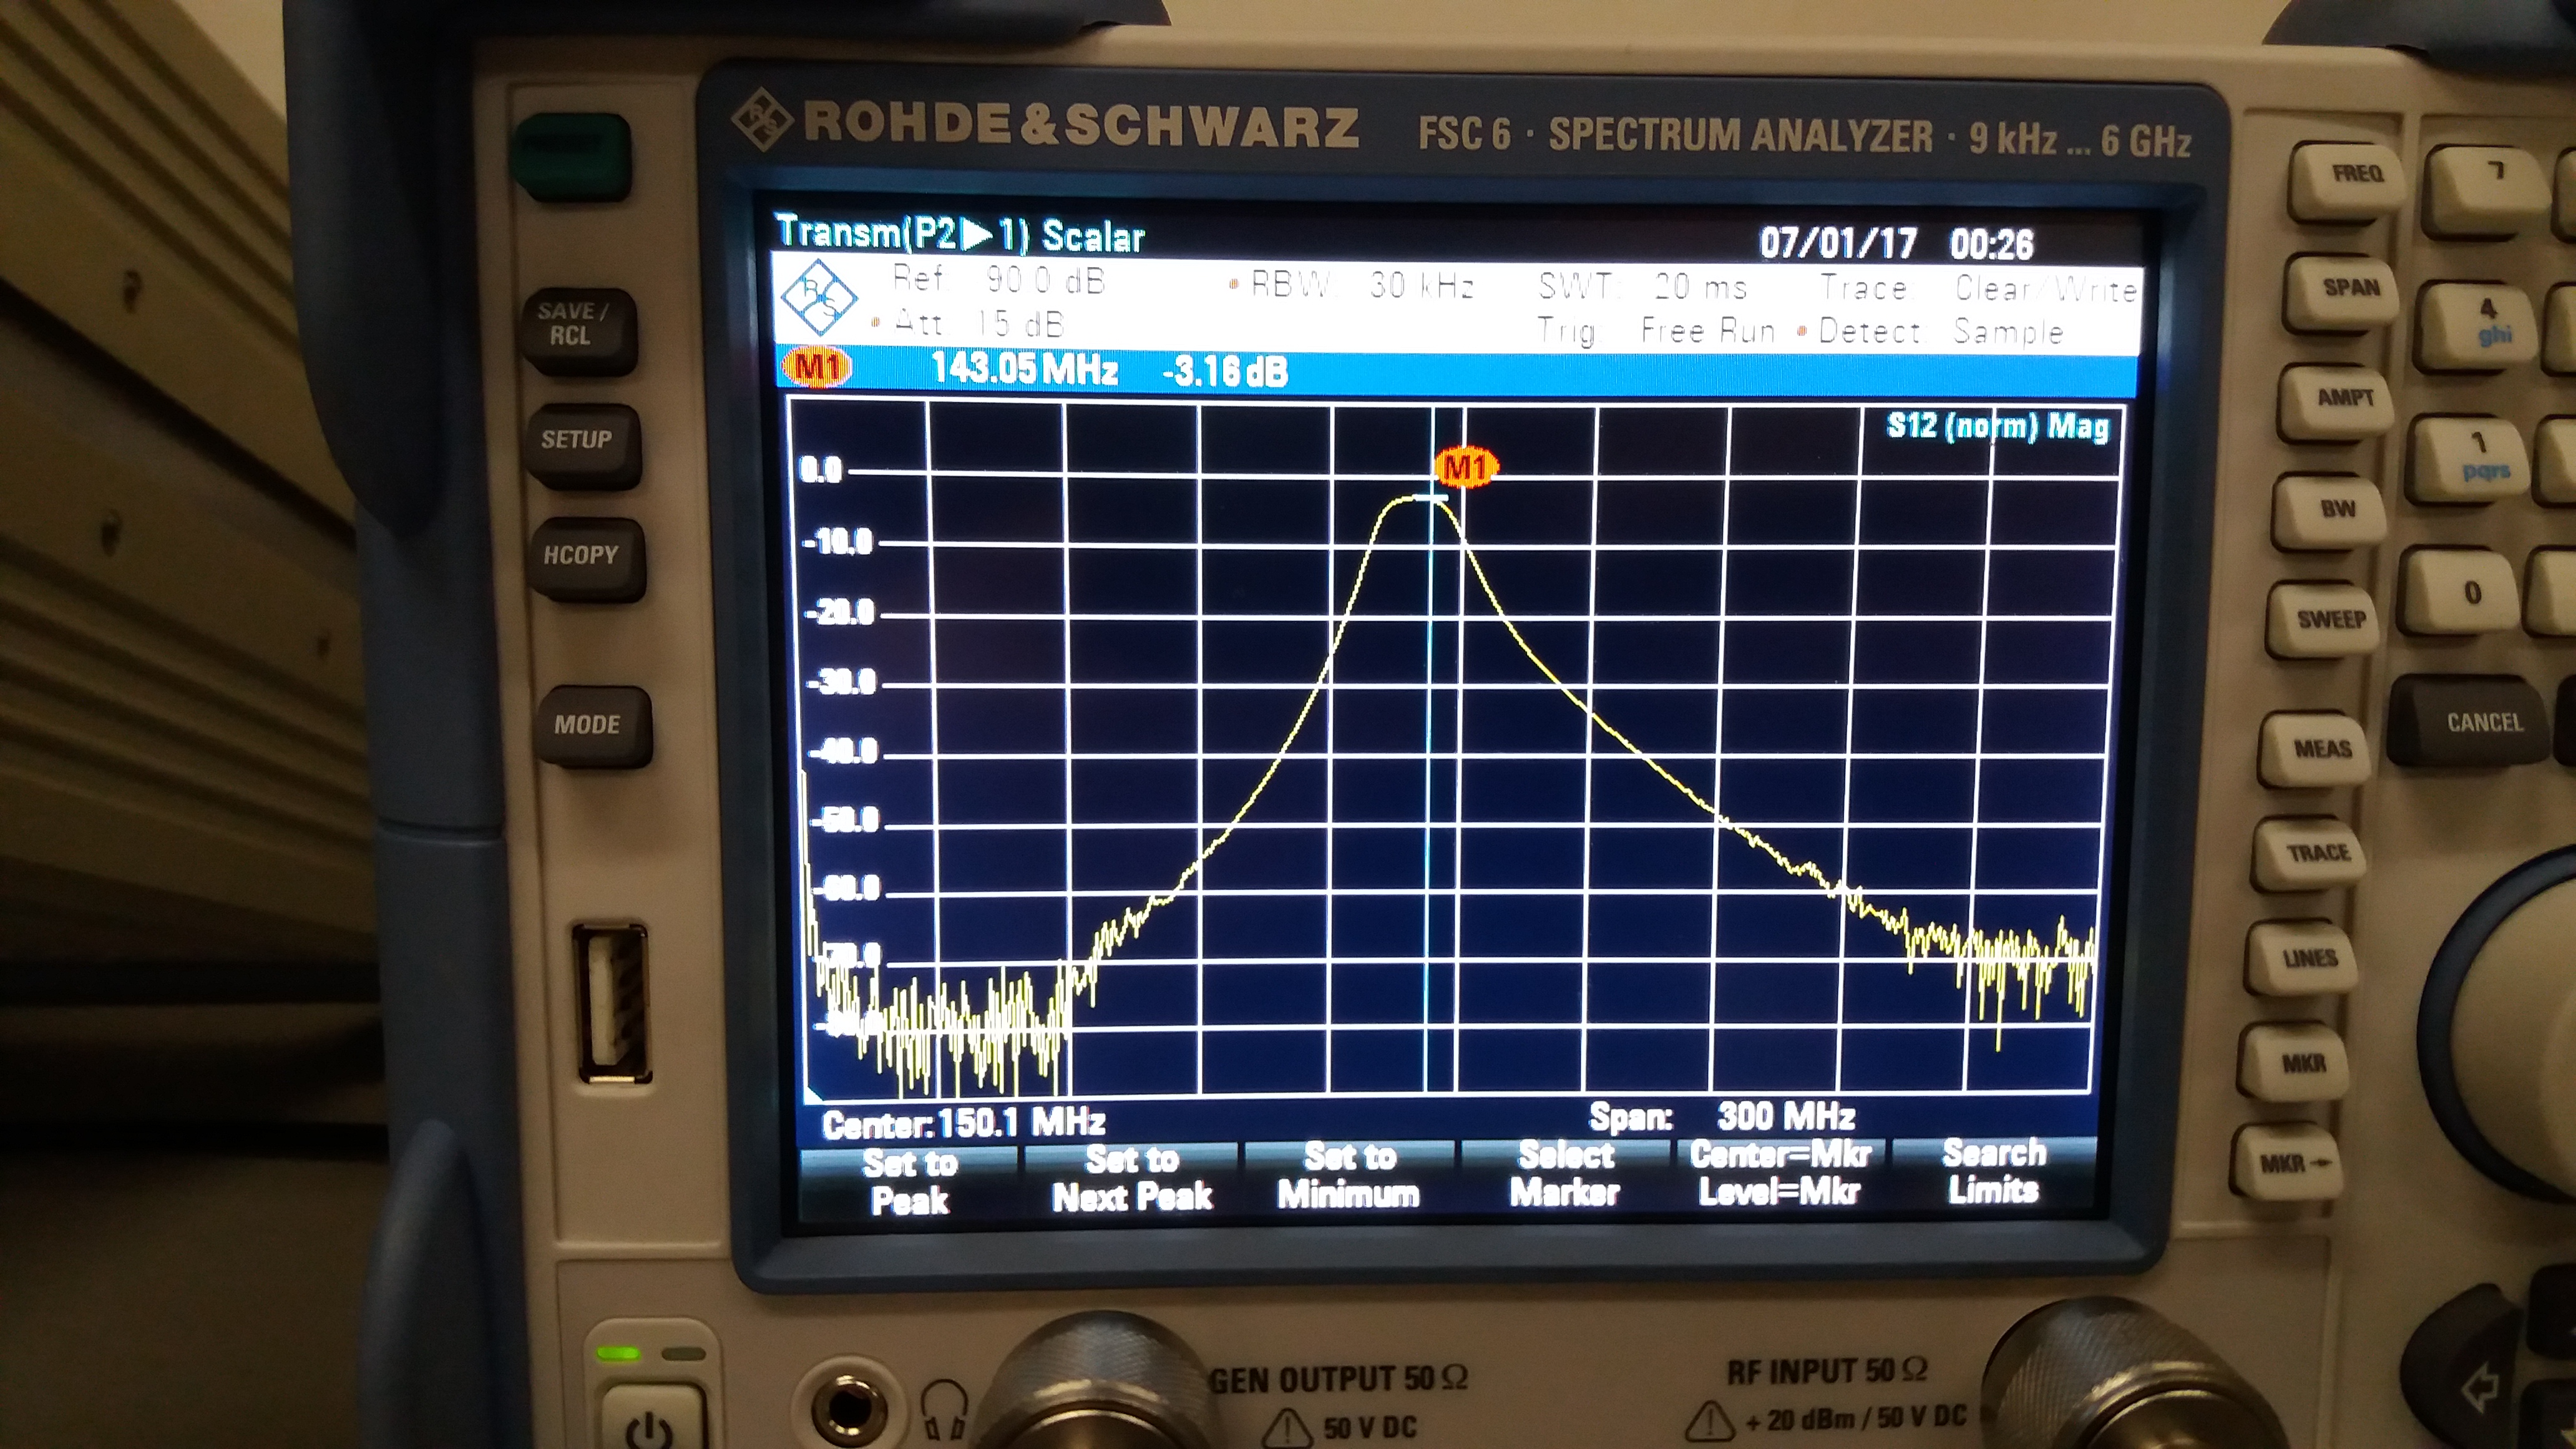 ROHDE&SCHWARZ FSC 6 · SPECTRUM ANALYZER · 9 kHz ... 6 GHz
PRESET
SAVE /
RCL
SETUP
HCOPY
MODE
Transm(P2▶1) Scalar 07/01/17 00:26
R&S
Ref: 90.0 dB • RBW: 30 kHz SWT: 20 ms Trace: Clear/Write
• Att: 15 dB Trig: Free Run • Detect: Sample
M1 143.05 MHz -3.16 dB
S12 (norm) Mag
M1
0.0
-10.0
-20.0
-30.0
-40.0
-50.0
-60.0
-70.0
Center: 150.1 MHz Span: 300 MHz
Set to
Peak
Set to
Next Peak
Set to
Minimum
Select
Marker
Center=Mkr
Level=Mkr
Search
Limits
FREQ
SPAN
AMPT
BW
SWEEP
MEAS
TRACE
LINES
MKR
MKR→
7
4
ghi
1
pqrs
0
CANCEL
GEN OUTPUT 50 Ω
50 V DC
RF INPUT 50 Ω
+ 20 dBm / 50 V DC